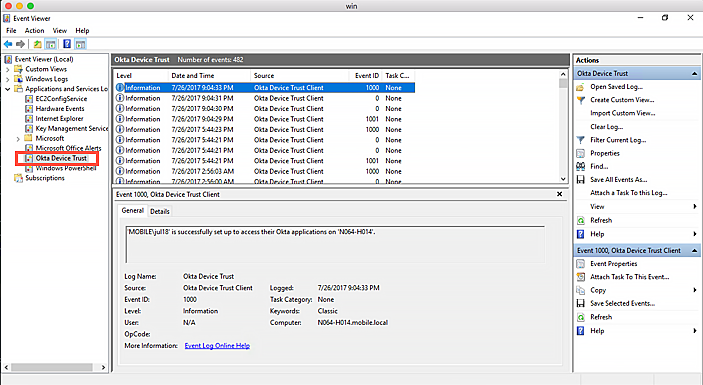 win
Event Viewer
File Action View Help
Event Viewer (Local)
Custom Views
Windows Logs
Applications and Services Lo
EC2ConfigService
Hardware Events
Internet Explorer
Key Management Service
Microsoft
Microsoft Office Alerts
Okta Device Trust
Windows PowerShell
Subscriptions
Okta Device Trust Number of events: 482
Level Date and Time Source Event ID Task C...
Information 7/26/2017 9:04:33 PM Okta Device Trust Client 1000 None
Information 7/26/2017 9:04:31 PM Okta Device Trust Client 0 None
Information 7/26/2017 9:04:30 PM Okta Device Trust Client 0 None
Information 7/26/2017 9:04:29 PM Okta Device Trust Client 1001 None
Information 7/26/2017 5:44:23 PM Okta Device Trust Client 1000 None
Information 7/26/2017 5:44:21 PM Okta Device Trust Client 0 None
Information 7/26/2017 5:44:21 PM Okta Device Trust Client 0 None
Information 7/26/2017 5:44:21 PM Okta Device Trust Client 1001 None
Information 7/26/2017 2:56:03 AM Okta Device Trust Client 1000 None
Information 7/26/2017 2:56:00 AM Okta Device Trust Client 0 None
Event 1000, Okta Device Trust Client
General Details
'MOBILE\jul18' is successfully set up to access their Okta applications on 'N064-H014'.
Log Name: Okta Device Trust
Source: Okta Device Trust Client Logged: 7/26/2017 9:04:33 PM
Event ID: 1000 Task Category: None
Level: Information Keywords: Classic
User: N/A Computer: N064-H014.mobile.local
OpCode:
More Information: Event Log Online Help
Actions
Okta Device Trust
Open Saved Log...
Create Custom View...
Import Custom View...
Clear Log...
Filter Current Log...
Properties
Find...
Save All Events As...
Attach a Task To this Log...
View
Refresh
Help
Event 1000, Okta Device Trust Client
Event Properties
Attach Task To This Event...
Copy
Save Selected Events...
Refresh
Help